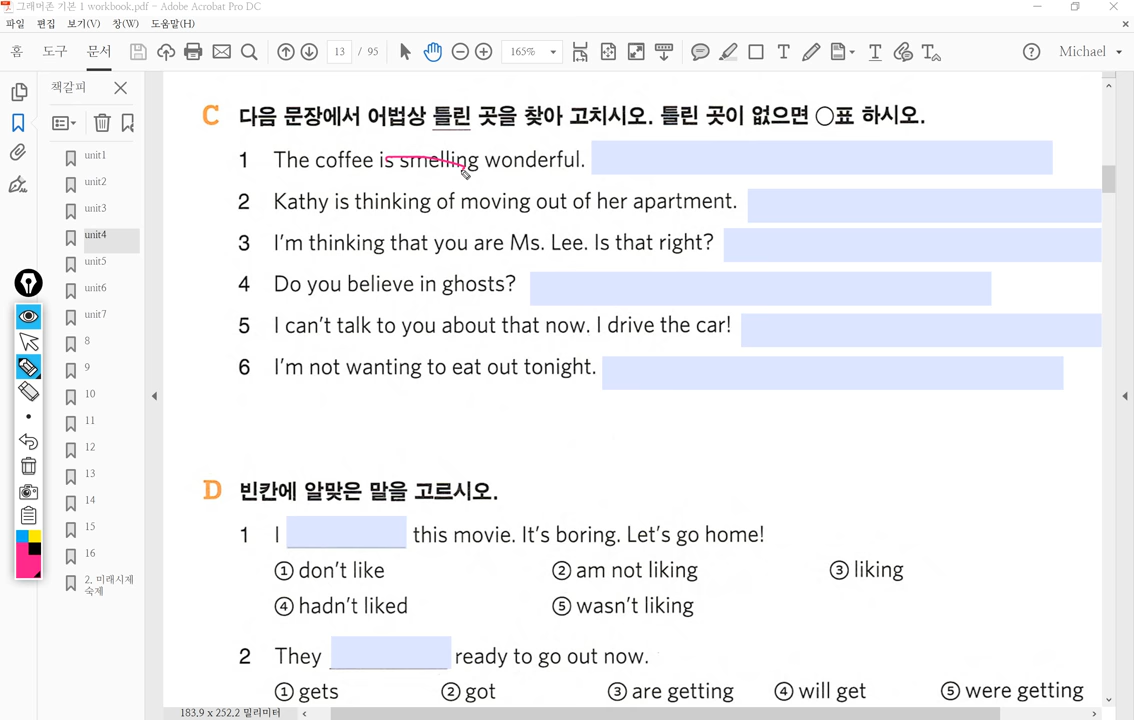 그래머존 기본 1 workbook.pdf - Adobe Acrobat Pro DC
파일 편집 보기(V) 창(W) 도움말(H)
홈 도구 문서 13 / 95 165% Michael
책갈피
unit1
unit2
unit3
unit4
unit5
unit6
unit7
8
9
10
11
12
13
14
15
16
2. 미래시제
숙제
C 다음 문장에서 어법상 틀린 곳을 찾아 고치시오. 틀린 곳이 없으면 ○표 하시오.
1 The coffee is smelling wonderful.
2 Kathy is thinking of moving out of her apartment.
3 I'm thinking that you are Ms. Lee. Is that right?
4 Do you believe in ghosts?
5 I can't talk to you about that now. I drive the car!
6 I'm not wanting to eat out tonight.
D 빈칸에 알맞은 말을 고르시오.
1 I this movie. It's boring. Let's go home!
① don't like ② am not liking ③ liking
④ hadn't liked ⑤ wasn't liking
2 They ready to go out now.
① gets ② got ③ are getting ④ will get ⑤ were getting
183.9 x 252.2 밀리미터